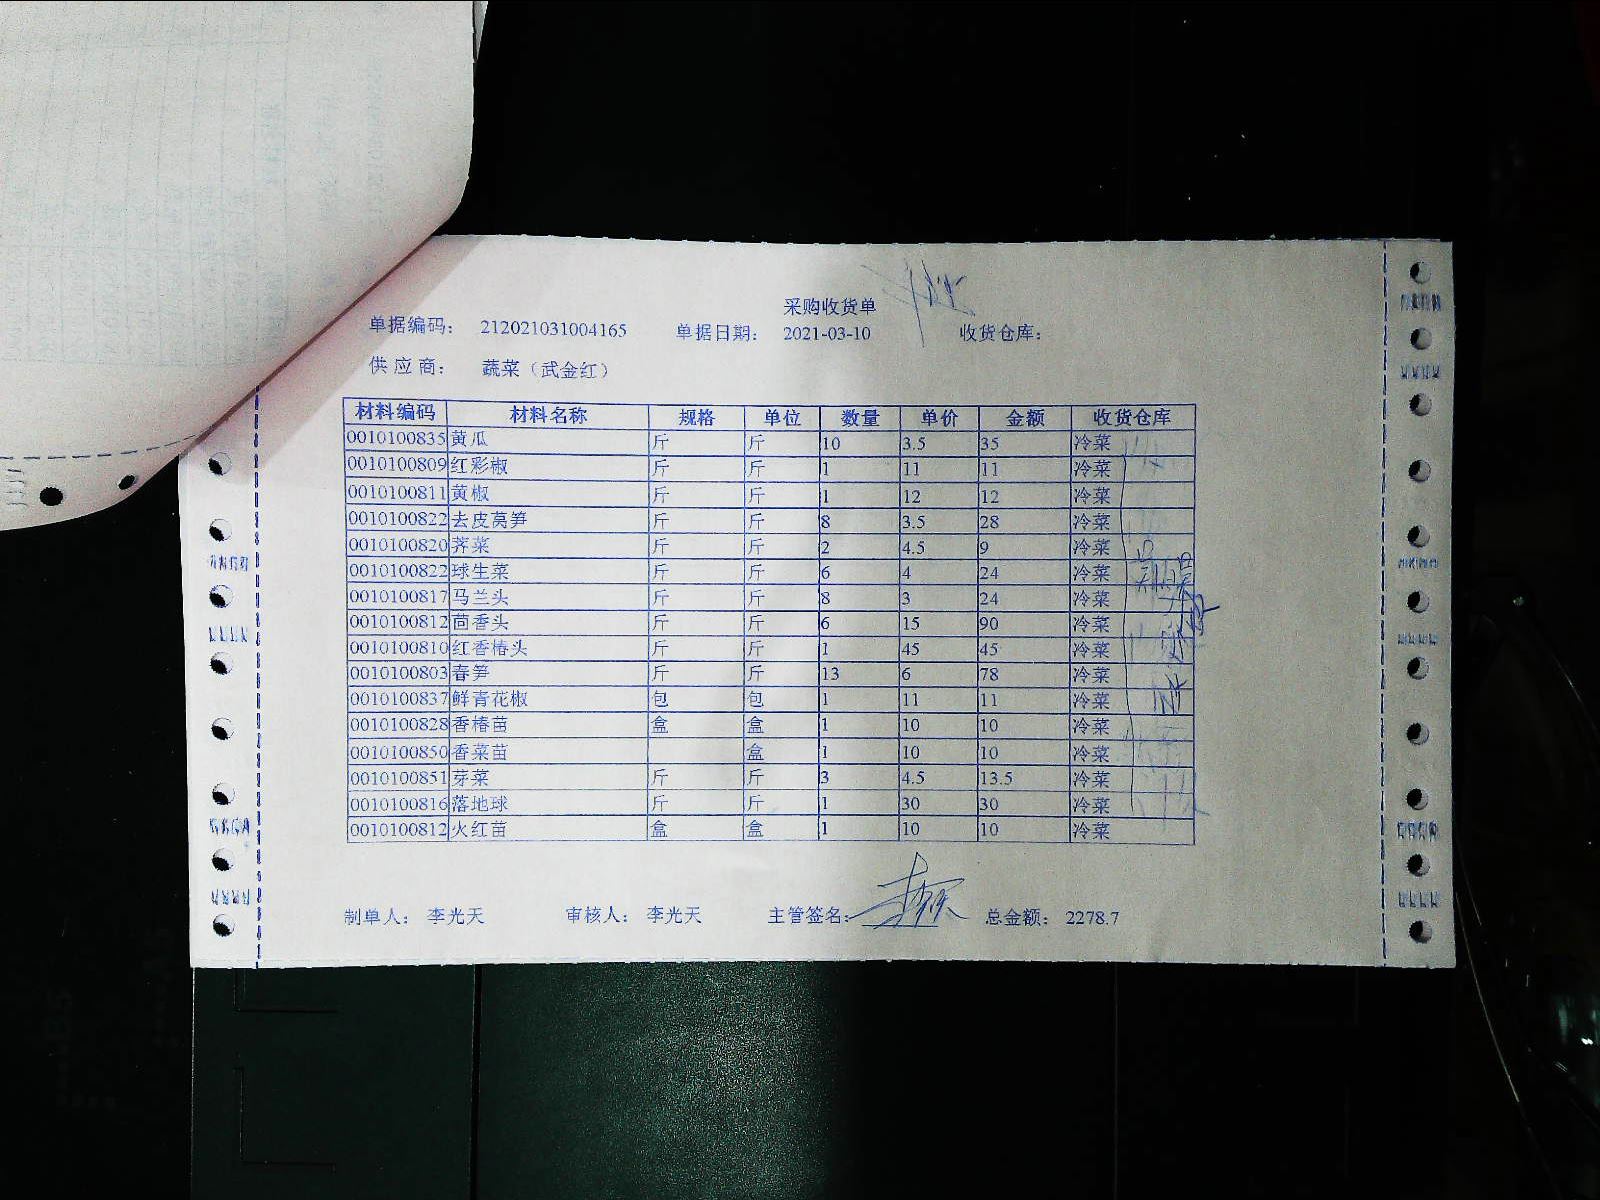 采购收货单
单据编码： 212021031004165 单据日期： 2021-03-10 收货仓库：
供应商： 蔬菜（武金红）
材料编码 材料名称 规格 单位 数量 单价 金额 收货仓库
0010100835 黄瓜 斤 斤 10 3.5 35 冷菜
0010100809 红彩椒 斤 斤 1 11 11 冷菜
0010100811 黄椒 斤 斤 1 12 12 冷菜
0010100822 去皮莴笋 斤 斤 8 3.5 28 冷菜
0010100820 荠菜 斤 斤 2 4.5 9 冷菜
0010100822 球生菜 斤 斤 6 4 24 冷菜
0010100817 马兰头 斤 斤 8 3 24 冷菜
0010100812 茴香头 斤 斤 6 15 90 冷菜
0010100810 红香椿头 斤 斤 1 45 45 冷菜
0010100803 春笋 斤 斤 13 6 78 冷菜
0010100837 鲜青花椒 包 包 1 11 11 冷菜
0010100828 香椿苗 盒 盒 1 10 10 冷菜
0010100850 香菜苗 盒 1 10 10 冷菜
0010100851 芽菜 斤 斤 3 4.5 13.5 冷菜
0010100816 落地球 斤 斤 1 30 30 冷菜
0010100812 火红苗 盒 盒 1 10 10 冷菜
制单人： 李光天 审核人： 李光天 主管签名： 总金额： 2278.7